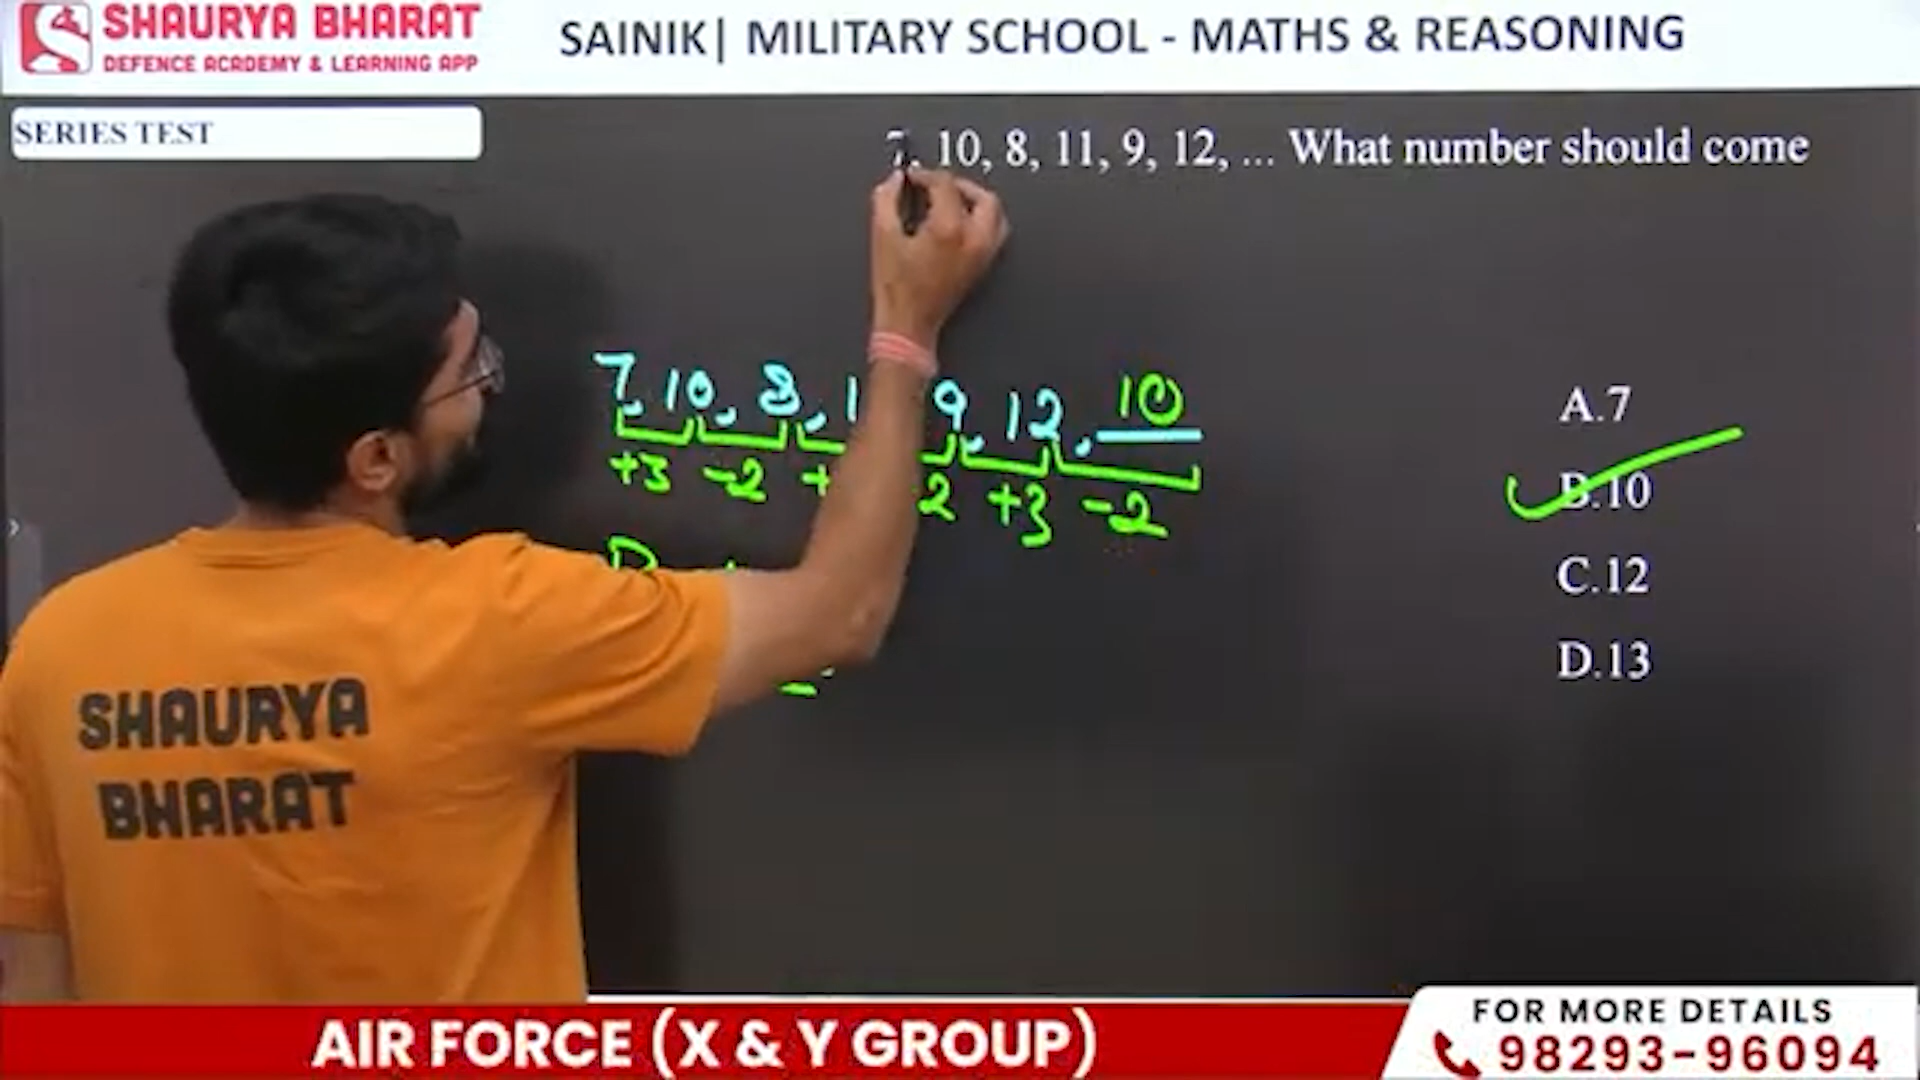 SHAURYA BHARAT
DEFENCE ACADEMY & LEARNING APP
SAINIK| MILITARY SCHOOL - MATHS & REASONING
SERIES TEST
7, 10, 8, 11, 9, 12, ... What number should come
7, 10, 8, 1 9, 12, 10
+3 -2 + 2 +3 -2
A.7
B.10
C.12
D.13
SHAURYA
BHARAT
AIR FORCE (X & Y GROUP)
FOR MORE DETAILS
98293-96094